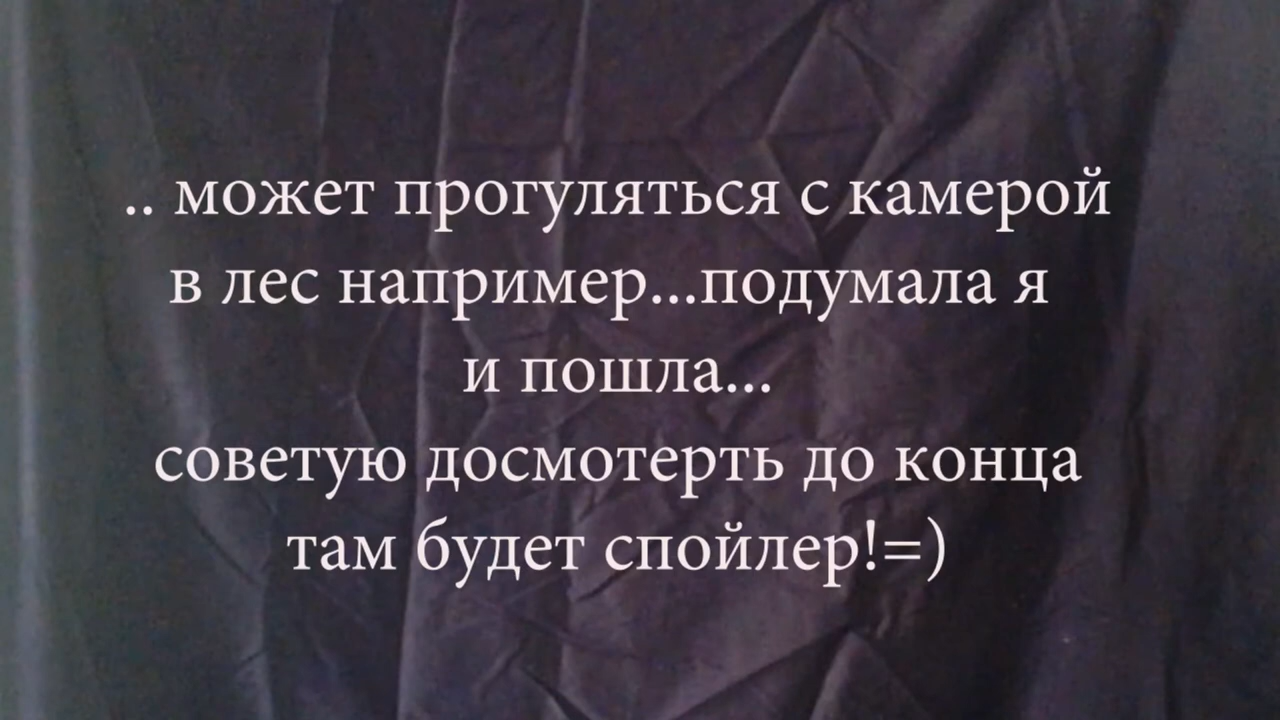 .. может прогуляться с камерой
в лес например...подумала я
и пошла...
советую досмотерть до конца
там будет спойлер!=)